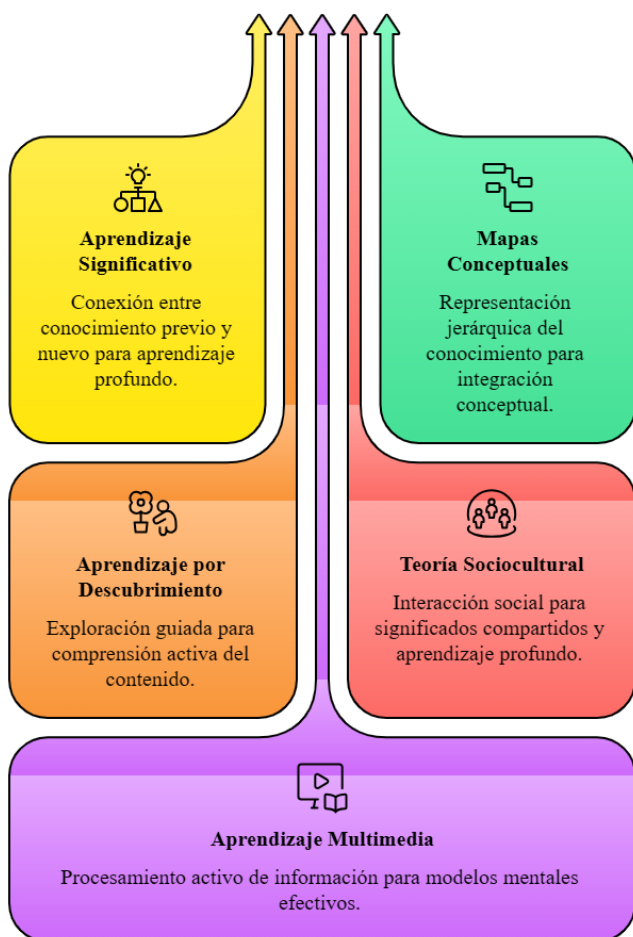 Aprendizaje
Significativo
Conexión entre
conocimiento previo y
nuevo para aprendizaje
profundo.
Mapas
Conceptuales
Representación
jerárquica del
conocimiento para
integración
conceptual.
Aprendizaje por
Descubrimiento
Exploración guiada para
comprensión activa del
contenido.
Teoría Sociocultural
Interacción social para
significados compartidos y
aprendizaje profundo.
Aprendizaje Multimedia
Procesamiento activo de información para modelos mentales
efectivos.